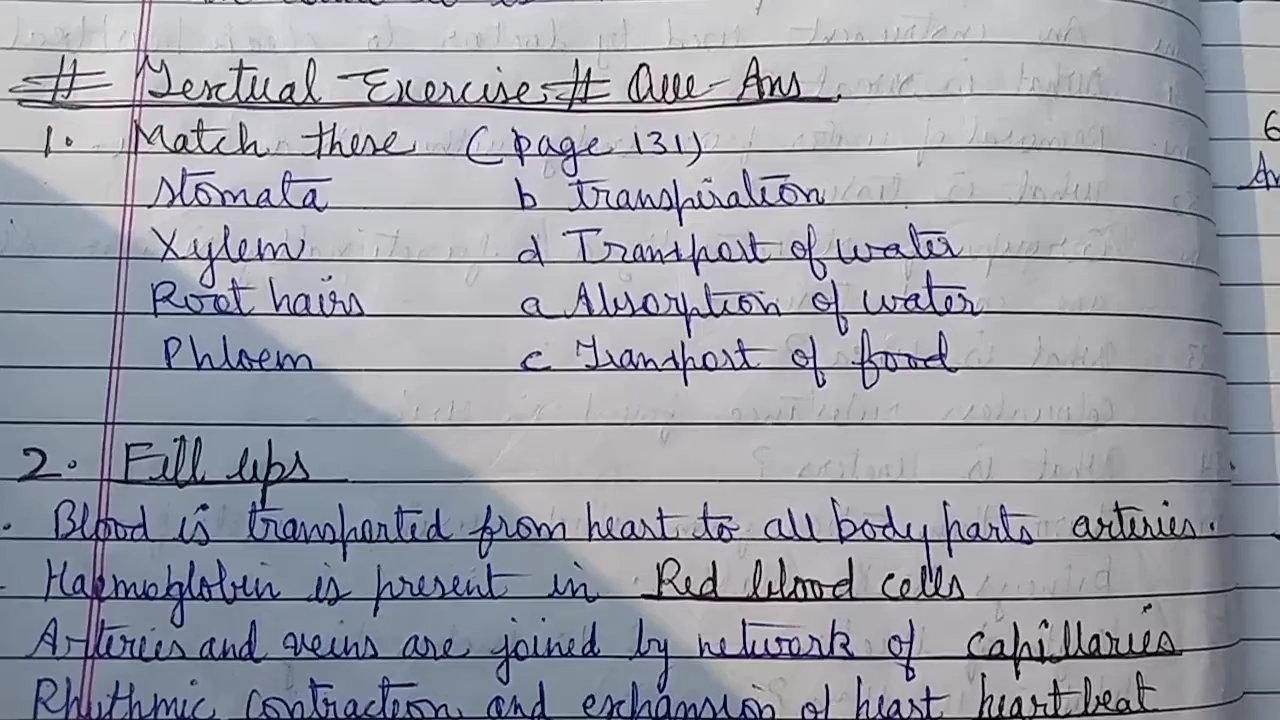 # Textual Exercise # Que-Ans
1. Match these (page 131)
Stomata b transpiration
Xylem d Transport of water
Root hairs a Absorption of water
Phloem c Transport of food
2. Fill ups
Blood is transported from heart to all body parts arteries.
Haemoglobin is present in Red blood cells
Arteries and veins are joined by network of capillaries
Rhythmic contraction and expansion of heart heartbeat
6
An